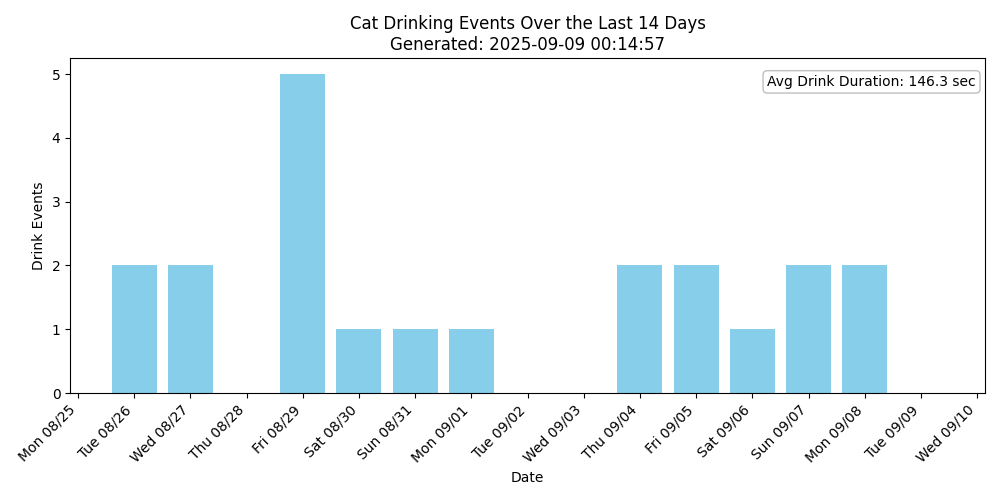 Cat Drinking Events Over the Last 14 Days
Generated: 2025-09-09 00:14:57
Avg Drink Duration: 146.3 sec
Drink Events
5
4
3
2
1
0
Mon 08/25
Tue 08/26
Wed 08/27
Thu 08/28
Fri 08/29
Sat 08/30
Sun 08/31
Mon 09/01
Tue 09/02
Wed 09/03
Thu 09/04
Fri 09/05
Sat 09/06
Sun 09/07
Mon 09/08
Tue 09/09
Wed 09/10
Date